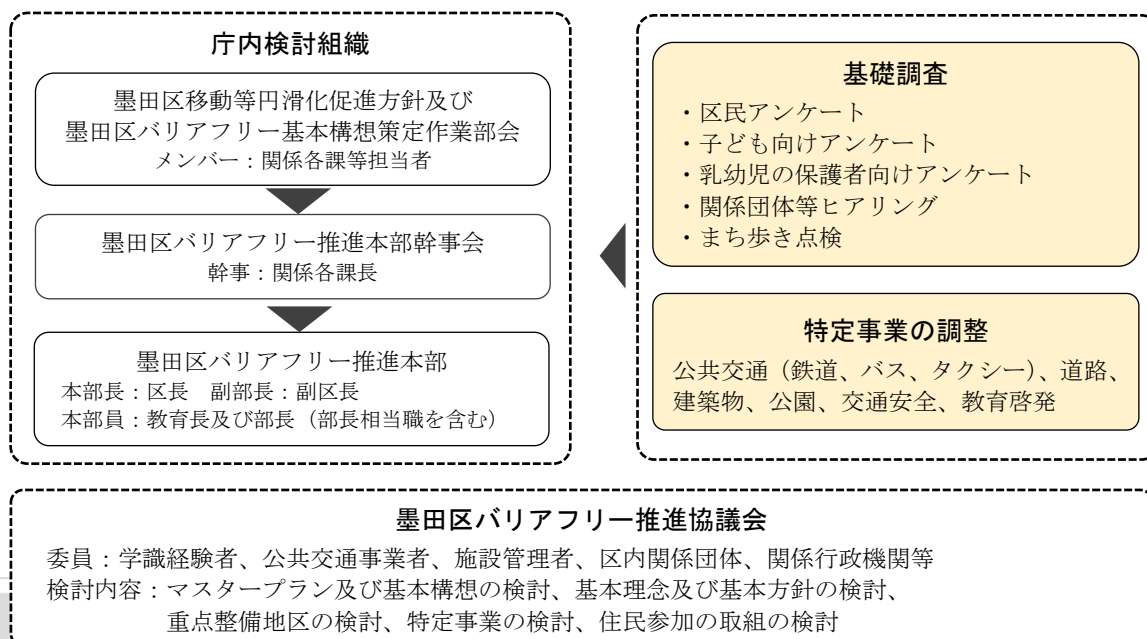 庁内検討組織
墨田区移動等円滑化促進方針及び
墨田区バリアフリー基本構想策定作業部会
メンバー：関係各課等担当者
墨田区バリアフリー推進本部幹事会
幹事：関係各課長
墨田区バリアフリー推進本部
本部長：区長　副部長：副区長
本部員：教育長及び部長（部長相当職を含む）
基礎調査
・区民アンケート
・子ども向けアンケート
・乳幼児の保護者向けアンケート
・関係団体等ヒアリング
・まち歩き点検
特定事業の調整
公共交通（鉄道、バス、タクシー）、道路、
建築物、公園、交通安全、教育啓発
墨田区バリアフリー推進協議会
委員：学識経験者、公共交通事業者、施設管理者、区内関係団体、関係行政機関等
検討内容：マスタープラン及び基本構想の検討、基本理念及び基本方針の検討、
重点整備地区の検討、特定事業の検討、住民参加の取組の検討